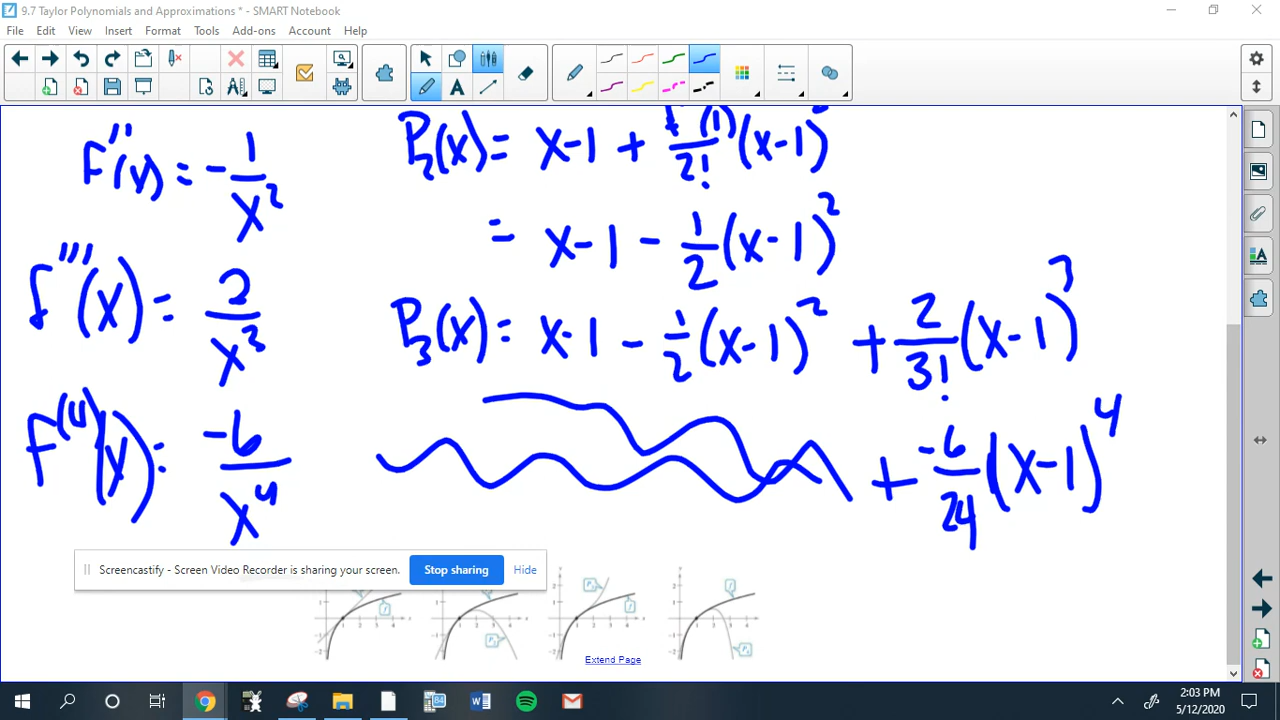 9.7 Taylor Polynomials and Approximations * - SMART Notebook
File Edit View Insert Format Tools Add-ons Account Help
P₂(x) = x-1 + (1) / 2! (x-1)
f''(x) = - 1/x²
= x-1 - 1/2 (x-1)²
f'''(x) = 2/x³
P₃(x) = x-1 - 1/2 (x-1)² + 2/3! (x-1)³
f⁽⁴⁾(x) = -6/x⁴
+ -6/24 (x-1)⁴
Screencastify - Screen Video Recorder is sharing your screen. Stop sharing Hide
Extend Page
2:03 PM
5/12/2020